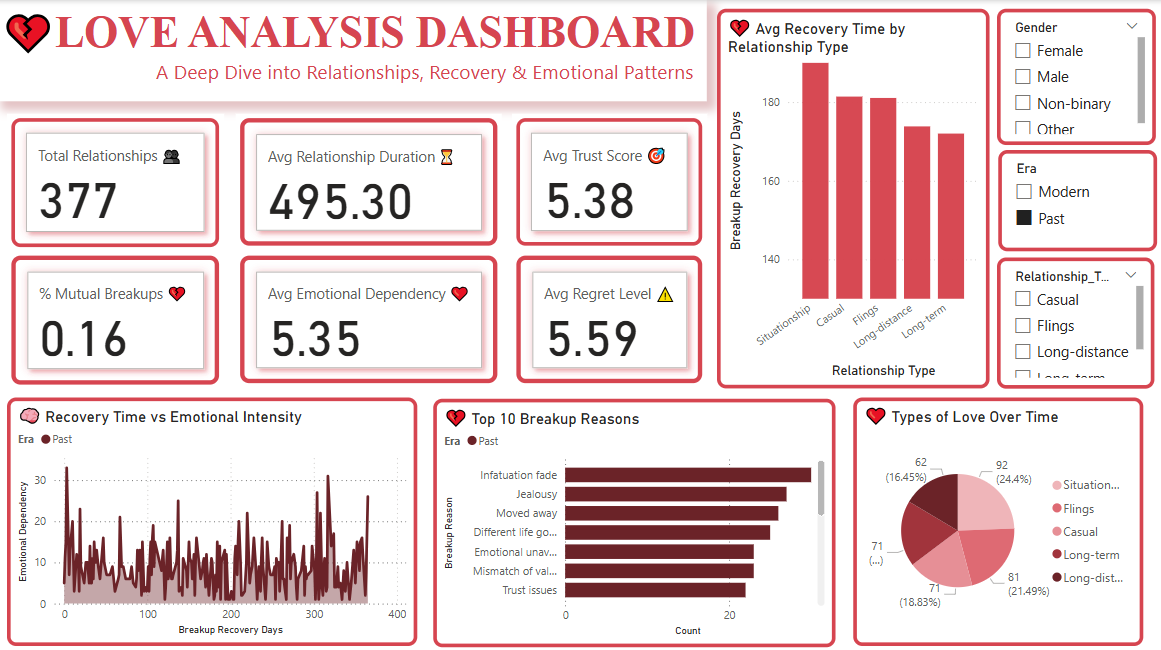 LOVE ANALYSIS DASHBOARD
A Deep Dive into Relationships, Recovery & Emotional Patterns
Total Relationships
377
Avg Relationship Duration
495.30
Avg Trust Score
5.38
% Mutual Breakups
0.16
Avg Emotional Dependency
5.35
Avg Regret Level
5.59
Avg Recovery Time by
Relationship Type
Breakup Recovery Days
180
160
140
Situationship
Casual
Flings
Long-distance
Long-term
Relationship Type
Gender
Female
Male
Non-binary
Other
Era
Modern
Past
Relationship_T...
Casual
Flings
Long-distance
Long-term
Recovery Time vs Emotional Intensity
Era Past
Emotional Dependency
30
20
10
0
0 100 200 300 400
Breakup Recovery Days
Top 10 Breakup Reasons
Era Past
Breakup Reason
Infatuation fade
Jealousy
Moved away
Different life go...
Emotional unav...
Mismatch of val...
Trust issues
0 20
Count
Types of Love Over Time
62
(16.45%)
92
(24.4%)
71
(...)
71
(18.83%)
81
(21.49%)
Situation...
Flings
Casual
Long-term
Long-dist...